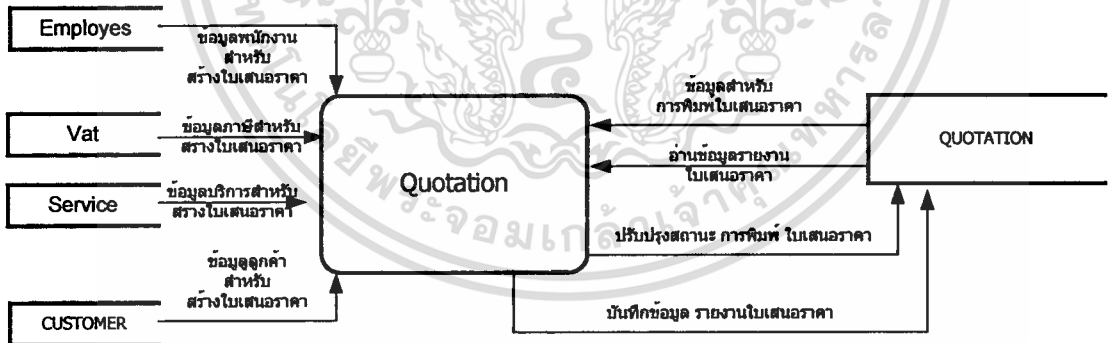 Employes
ข้อมูลพนักงาน
สำหรับ
สร้างใบเสนอราคา
Vat
ข้อมูลภาษีสำหรับ
สร้างใบเสนอราคา
Service
ข้อมูลบริการสำหรับ
สร้างใบเสนอราคา
CUSTOMER
ข้อมูลลูกค้า
สำหรับ
สร้างใบเสนอราคา
Quotation
ข้อมูลสำหรับ
การพิมพ์ใบเสนอราคา
อ่านข้อมูลรายงาน
ใบเสนอราคา
QUOTATION
ปรับปรุงสถานะ การพิมพ์ ใบเสนอราคา
บันทึกข้อมูล รายงานใบเสนอราคา